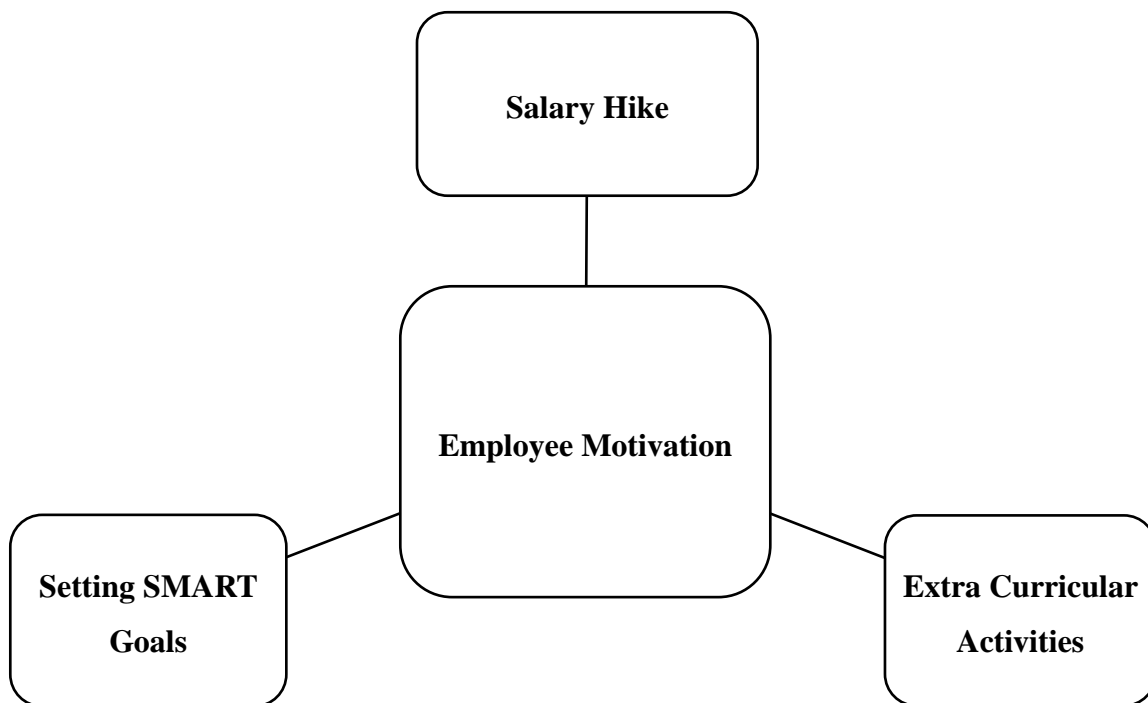 Salary Hike
Employee Motivation
Setting SMART
Goals
Extra Curricular
Activities